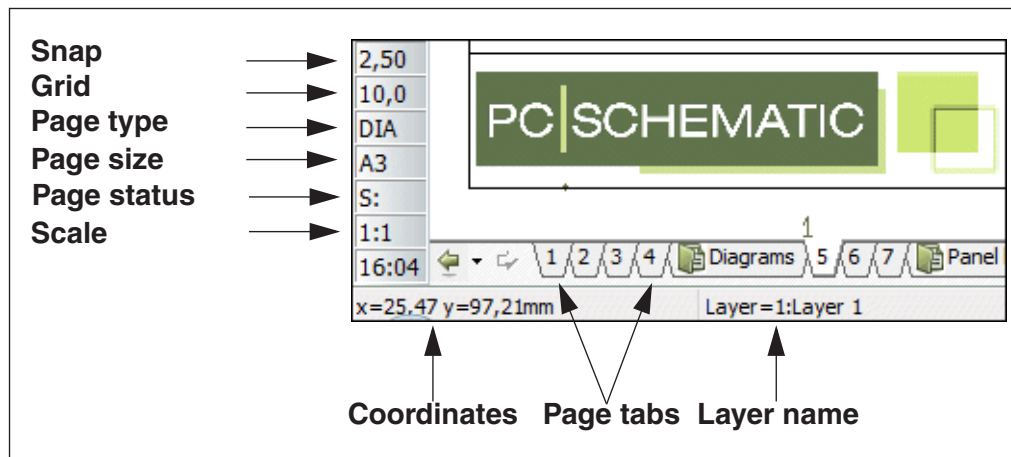 Snap
Grid
Page type
Page size
Page status
Scale
2,50
10,0
DIA
A3
S:
1:1
16:04
PC|SCHEMATIC
1
1 2 3 4 Diagrams 5 6 7 Panel
x=25,47 y=97,21mm Layer=1:Layer 1
Coordinates Page tabs Layer name